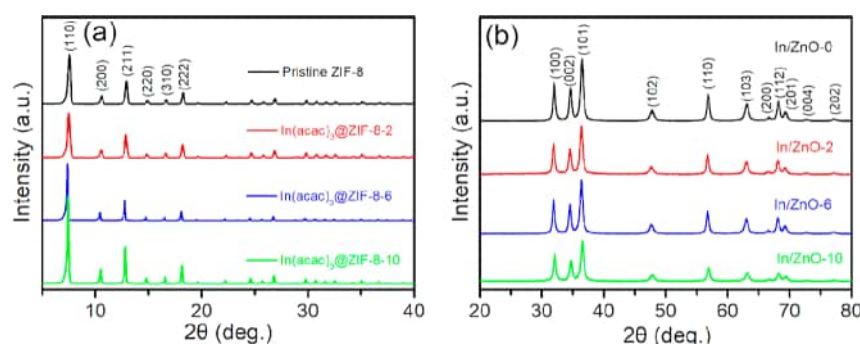 (a)
(110)
(200)
(211)
(220)
(310)
(222)
Pristine ZIF-8
In(acac)₃@ZIF-8-2
In(acac)₃@ZIF-8-6
In(acac)₃@ZIF-8-10
Intensity (a.u.)
10 20 30 40
2θ (deg.)
(b)
(100)
(002)
(101)
(102)
(110)
(103)
(200)
(112)
(201)
(004)
(202)
In/ZnO-0
In/ZnO-2
In/ZnO-6
In/ZnO-10
Intensity (a.u.)
20 30 40 50 60 70 80
2θ (deg.)